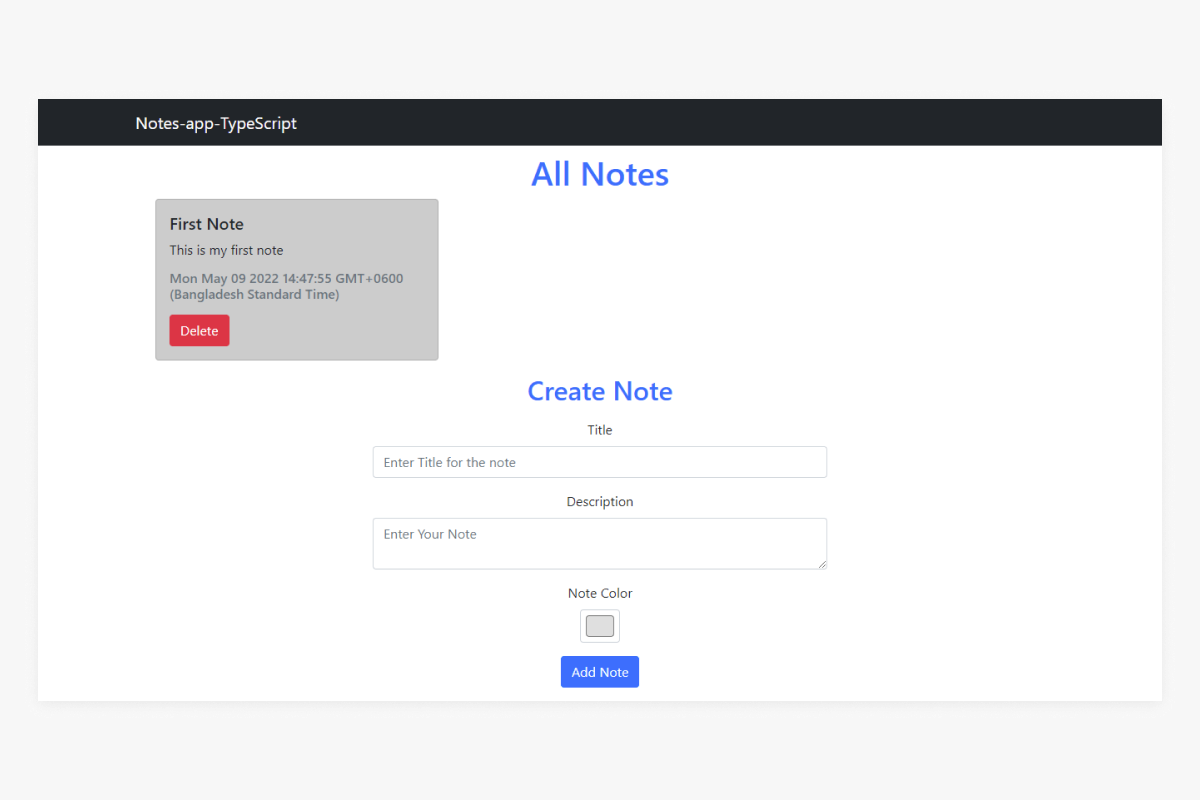 Notes-app-TypeScript
All Notes
First Note
This is my first note
Mon May 09 2022 14:47:55 GMT+0600
(Bangladesh Standard Time)
Delete
Create Note
Title
Enter Title for the note
Description
Enter Your Note
Note Color
Add Note